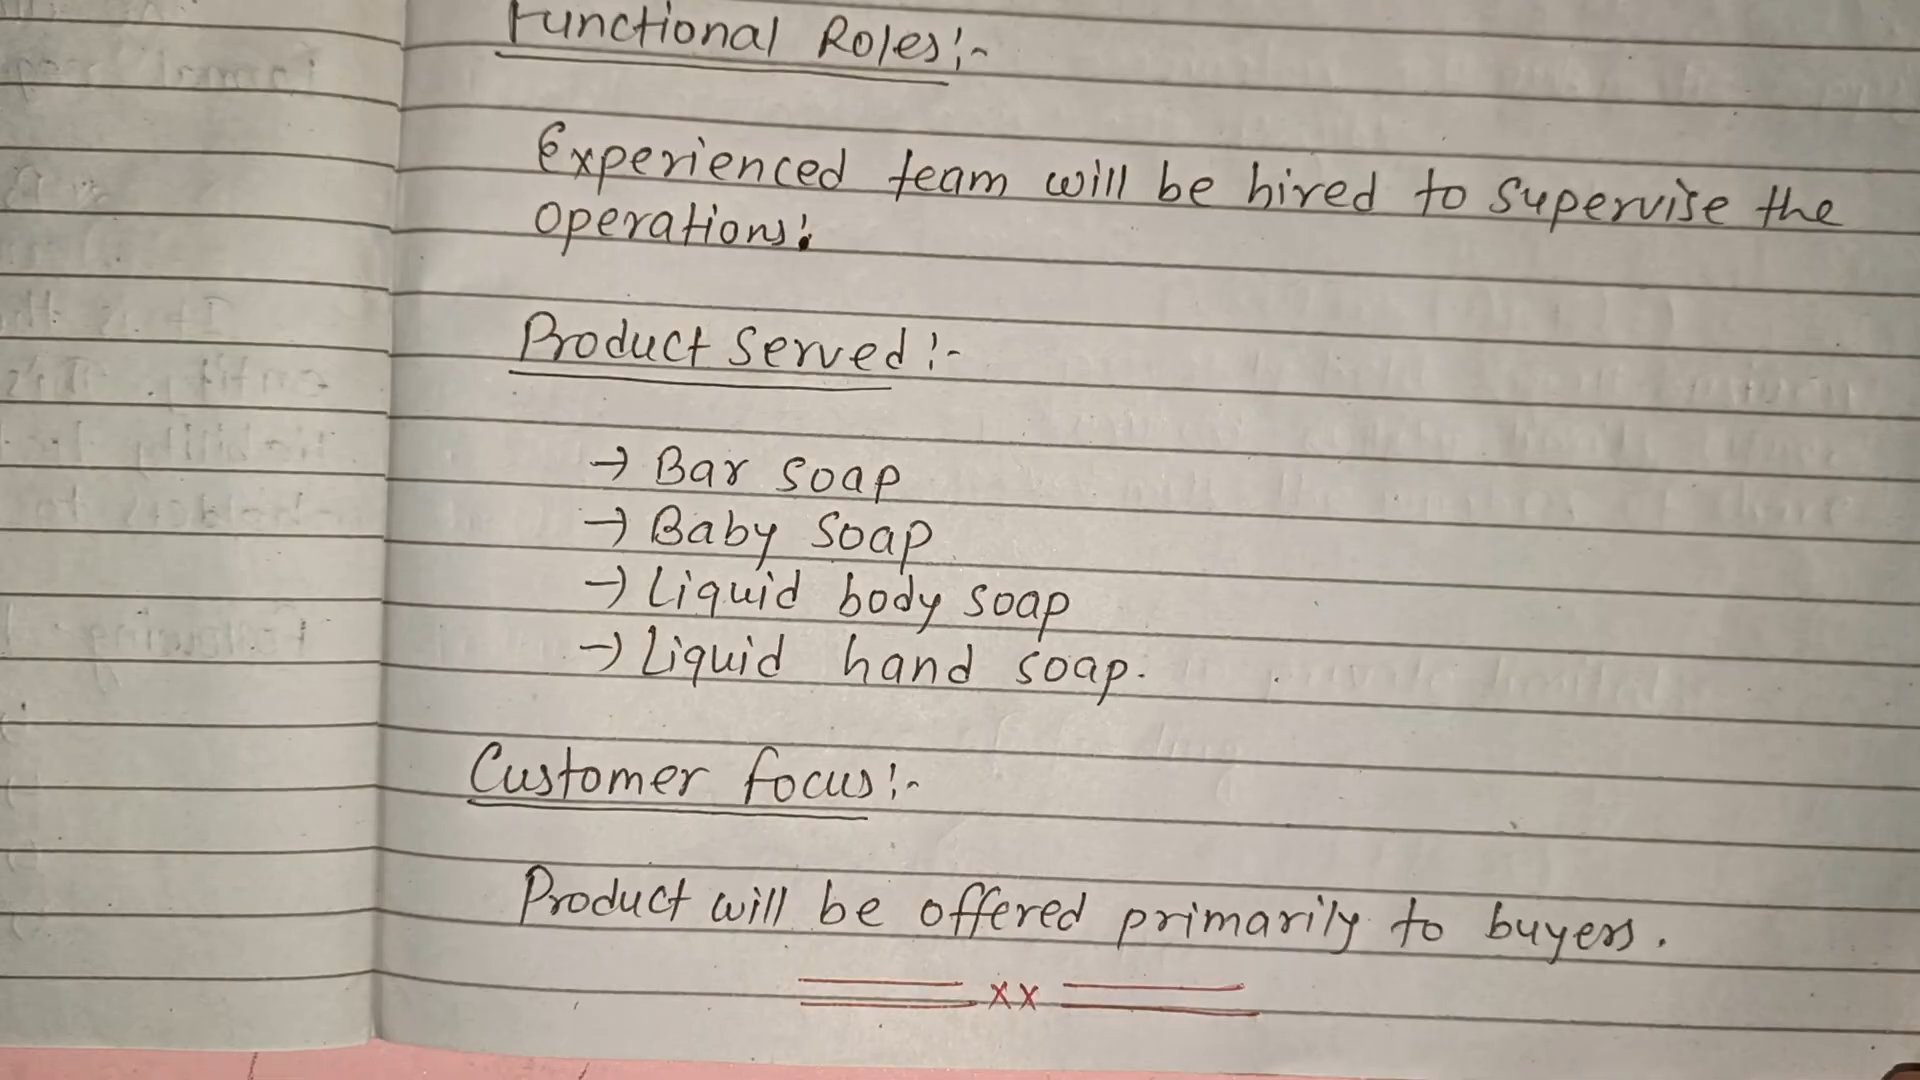 Functional Roles:-
Experienced team will be hired to supervise the
operations.
Product Served:-
→ Bar soap
→ Baby soap
→ Liquid body soap
→ Liquid hand soap.
Customer focus:-
Product will be offered primarily to buyers.
xx